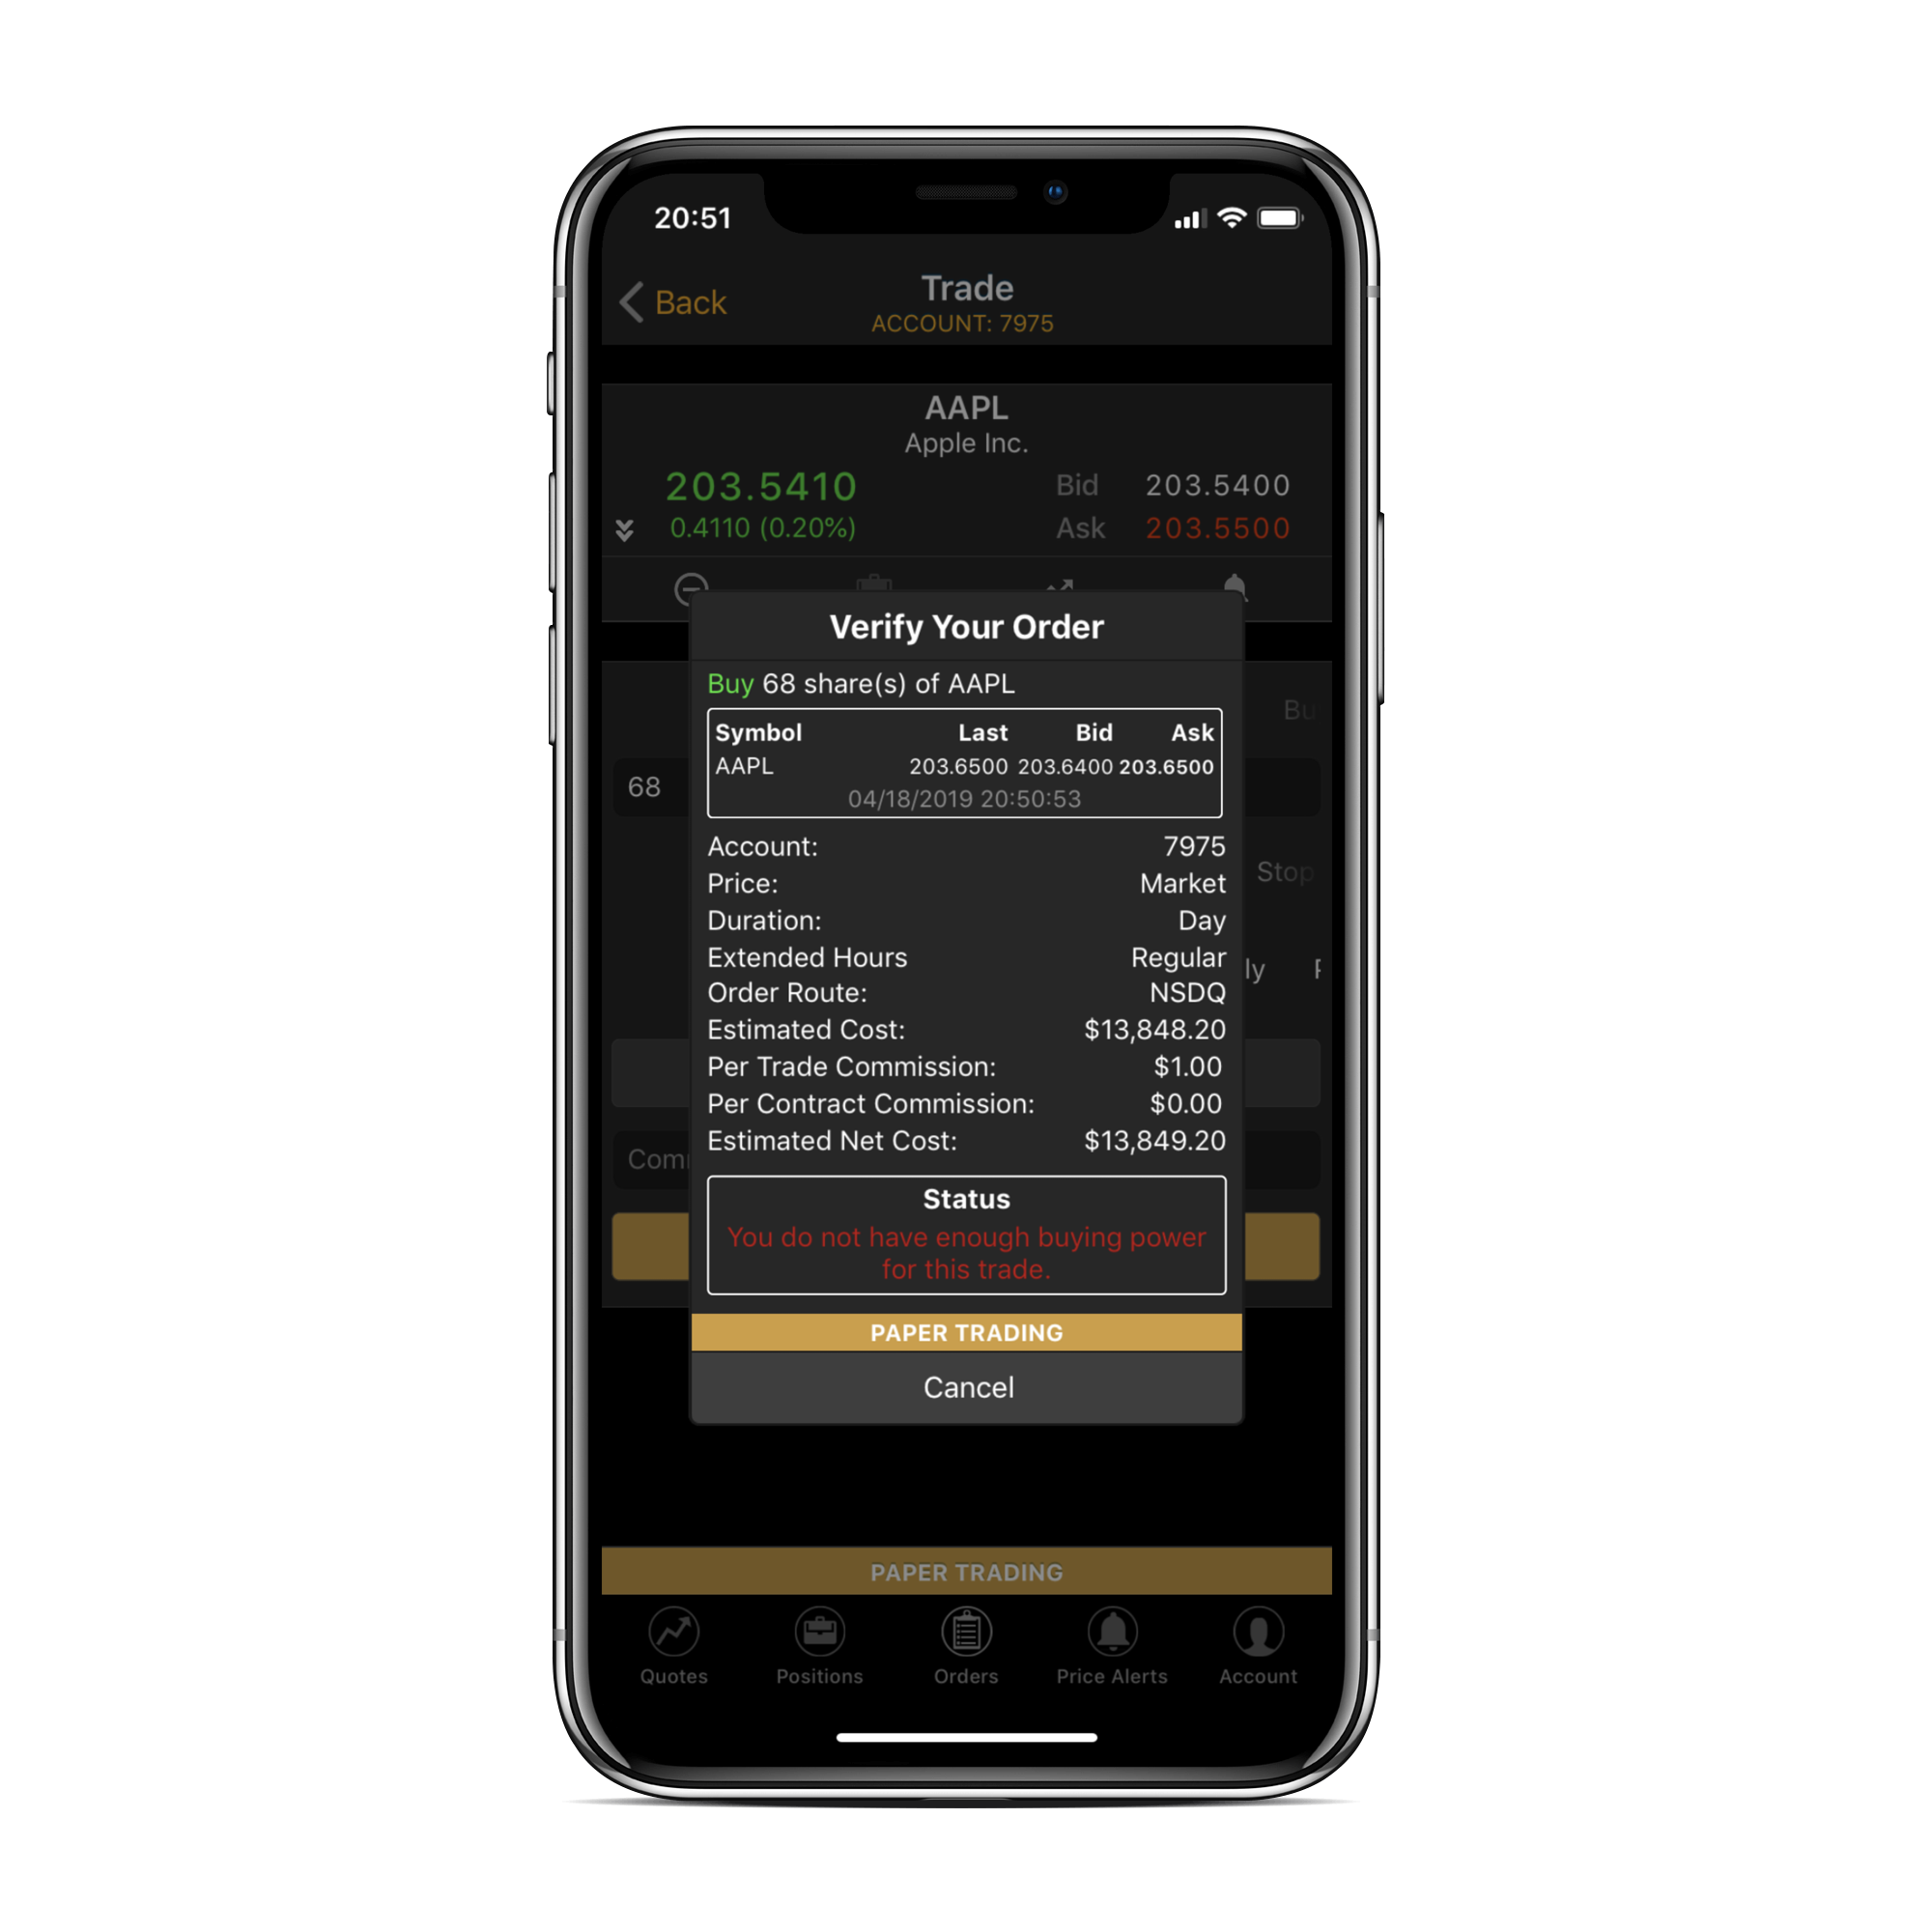 20:51
Back
Trade
ACCOUNT: 7975
AAPL
Apple Inc.
203.5410 Bid 203.5400
0.4110 (0.20%) Ask 203.5500
Verify Your Order
Buy 68 share(s) of AAPL
Symbol Last Bid Ask
AAPL 203.6500 203.6400 203.6500
04/18/2019 20:50:53
68
Account: 7975
Price: Market
Stop
Duration: Day
Extended Hours Regular
Order Route: NSDQ
Estimated Cost: $13,848.20
Per Trade Commission: $1.00
Per Contract Commission: $0.00
Estimated Net Cost: $13,849.20
Status
You do not have enough buying power
for this trade.
PAPER TRADING
Cancel
PAPER TRADING
Quotes Positions Orders Price Alerts Account